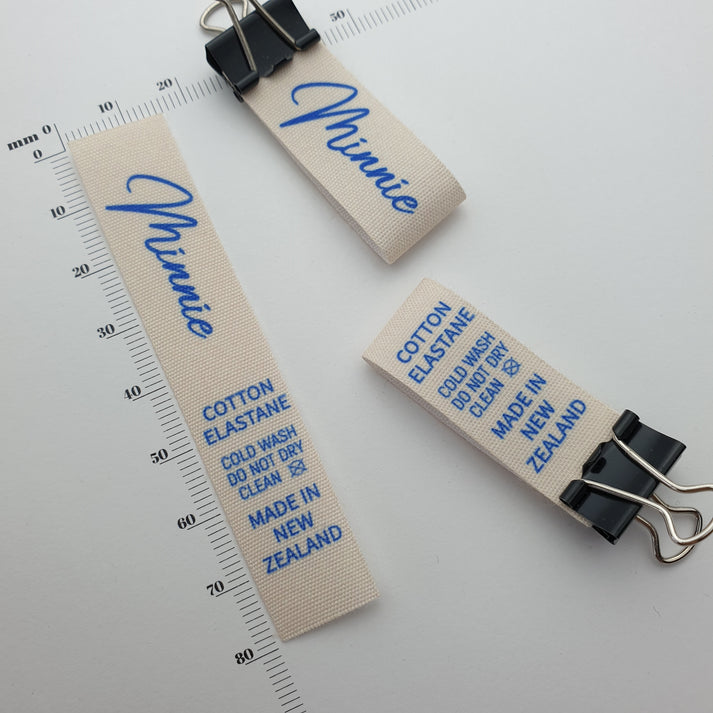 mm 0 10 20 50
0
10
20
30
40
50
60
70
80
Minnie
COTTON
ELASTANE
COLD WASH
DO NOT DRY
CLEAN
MADE IN
NEW
ZEALAND
Minnie
COTTON
ELASTANE
COLD WASH
DO NOT DRY
CLEAN
MADE IN
NEW
ZEALAND